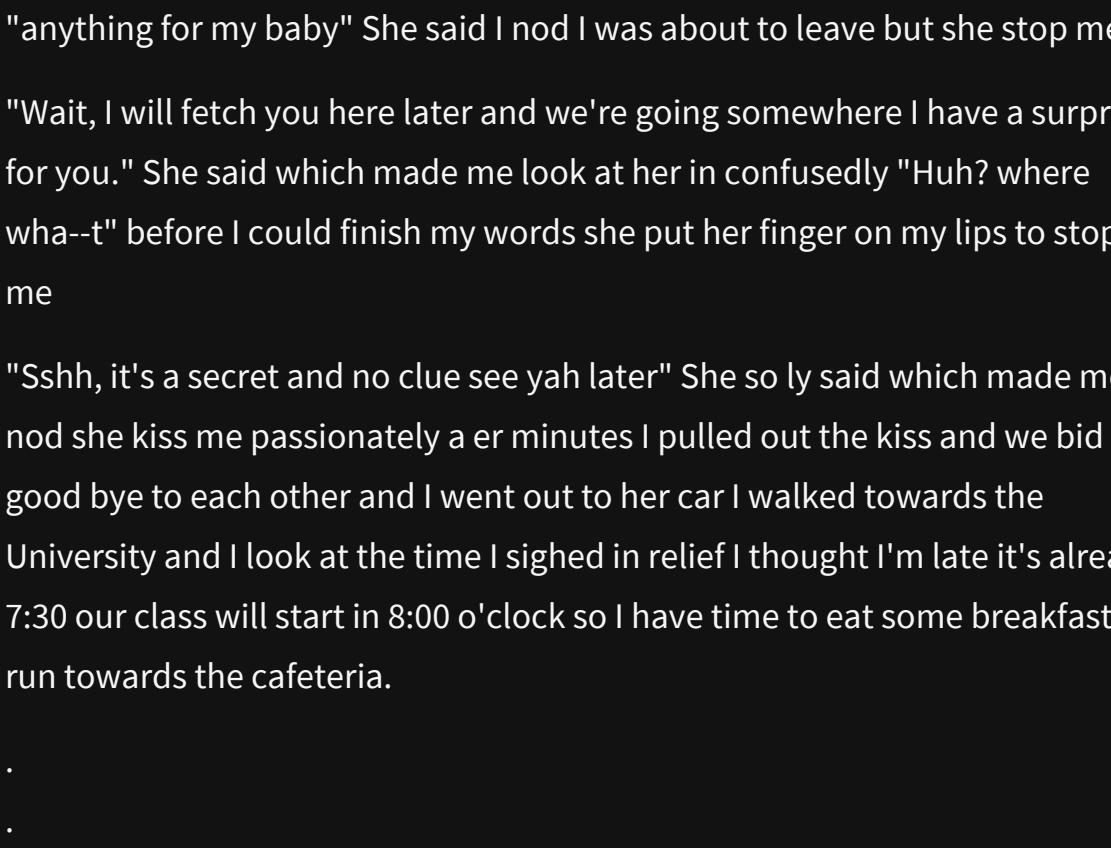 "anything for my baby" She said I nod I was about to leave but she stop me
"Wait, I will fetch you here later and we're going somewhere I have a surpr
for you." She said which made me look at her in confusedly "Huh? where
wha--t" before I could finish my words she put her finger on my lips to stop
me
"Sshh, it's a secret and no clue see yah later" She so ly said which made me
nod she kiss me passionately a er minutes I pulled out the kiss and we bid
good bye to each other and I went out to her car I walked towards the
University and I look at the time I sighed in relief I thought I'm late it's alrea
7:30 our class will start in 8:00 o'clock so I have time to eat some breakfast
run towards the cafeteria.
.
.